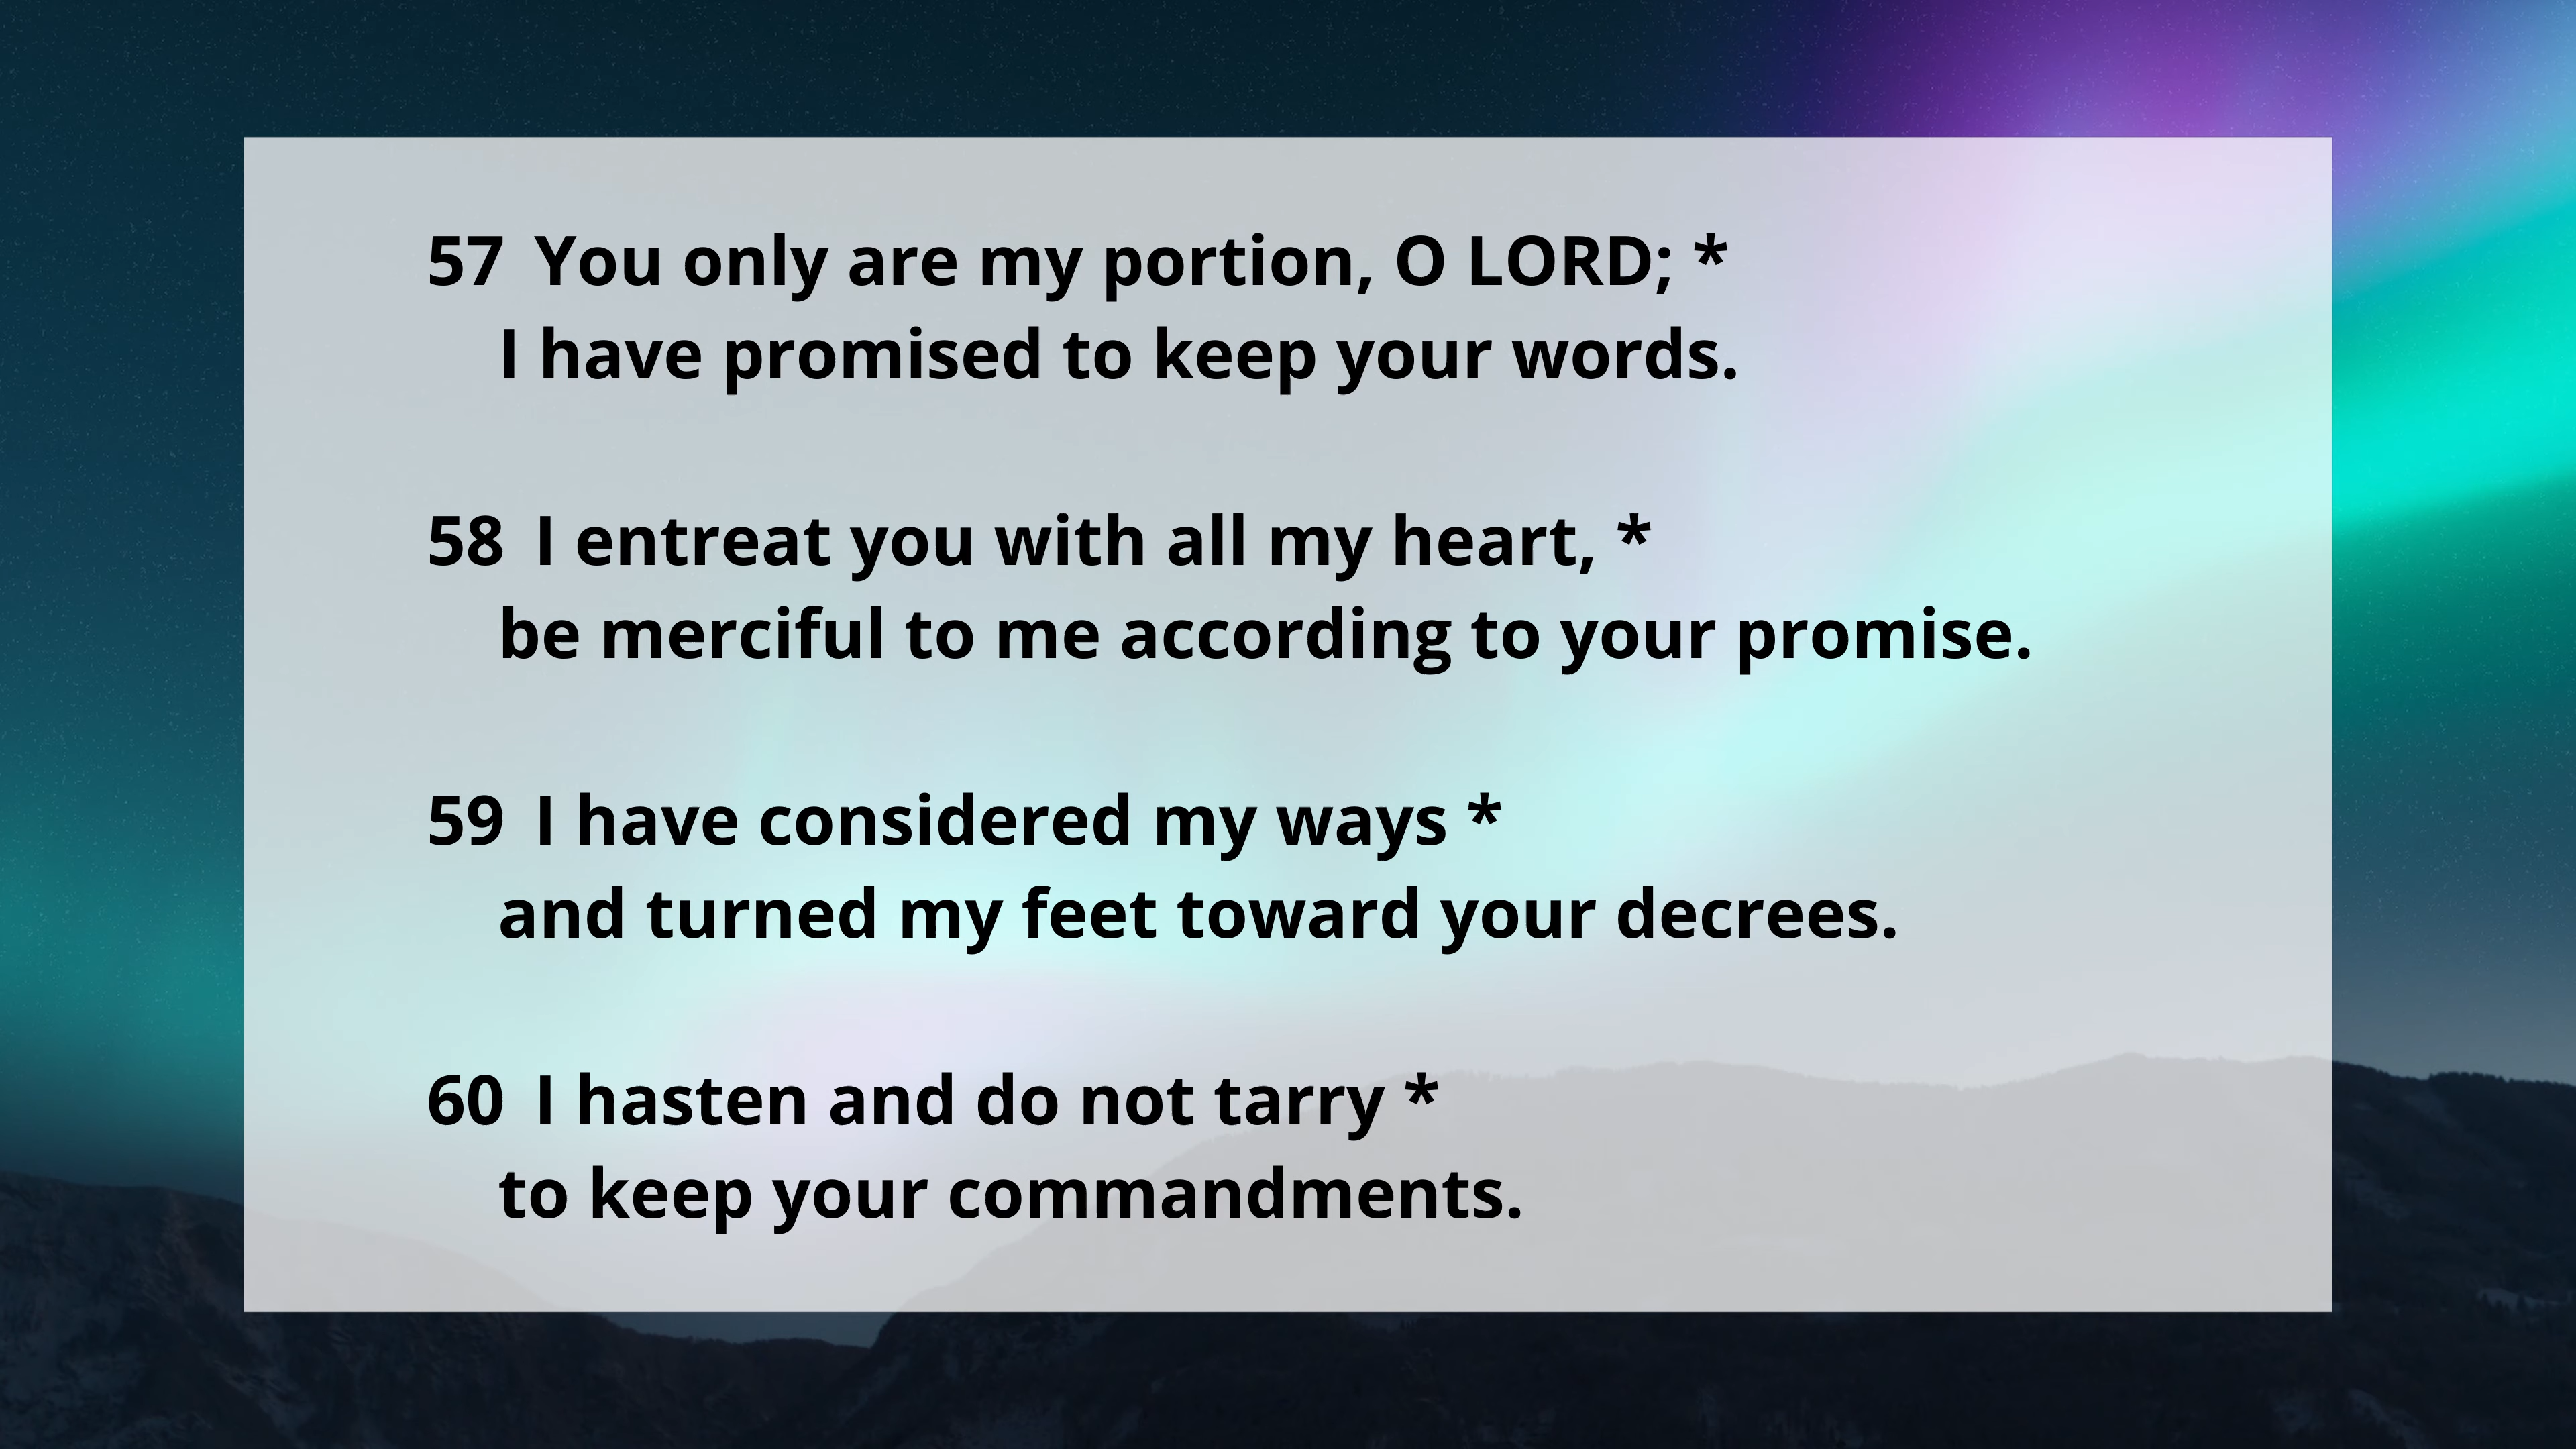 57 You only are my portion, O LORD; *
I have promised to keep your words.
58 I entreat you with all my heart, *
be merciful to me according to your promise.
59 I have considered my ways *
and turned my feet toward your decrees.
60 I hasten and do not tarry *
to keep your commandments.